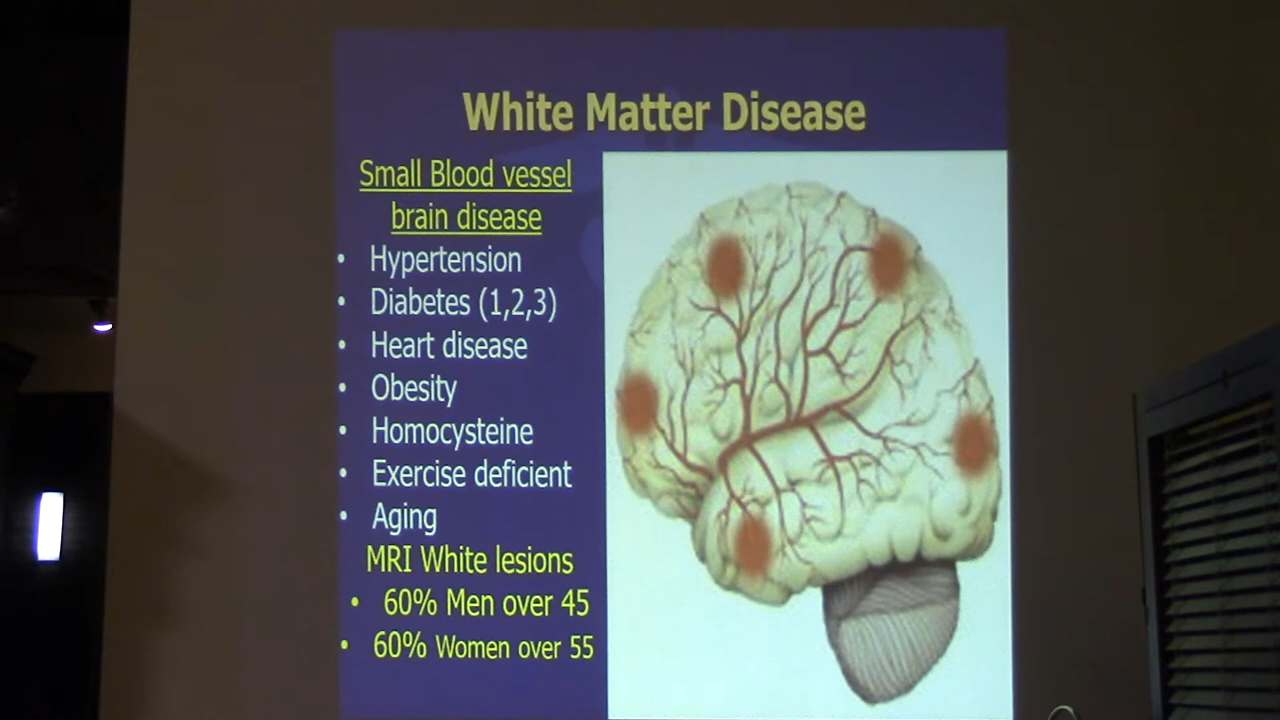 White Matter Disease
Small Blood vessel
brain disease
• Hypertension
• Diabetes (1,2,3)
• Heart disease
• Obesity
• Homocysteine
• Exercise deficient
• Aging
MRI White lesions
• 60% Men over 45
• 60% Women over 55